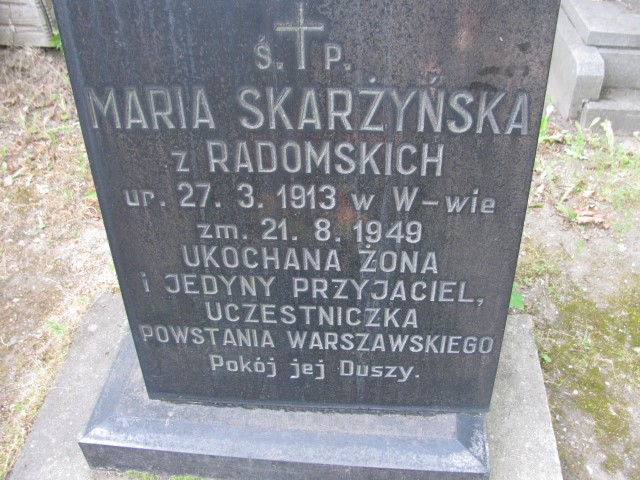 Ś. P.
MARIA SKARŻYŃSKA
z RADOMSKICH
ur. 27. 3. 1913 w W-wie
zm. 21. 8. 1949
UKOCHANA ŻONA
i JEDYNY PRZYJACIEL,
UCZESTNICZKA
POWSTANIA WARSZAWSKIEGO
Pokój jej Duszy.